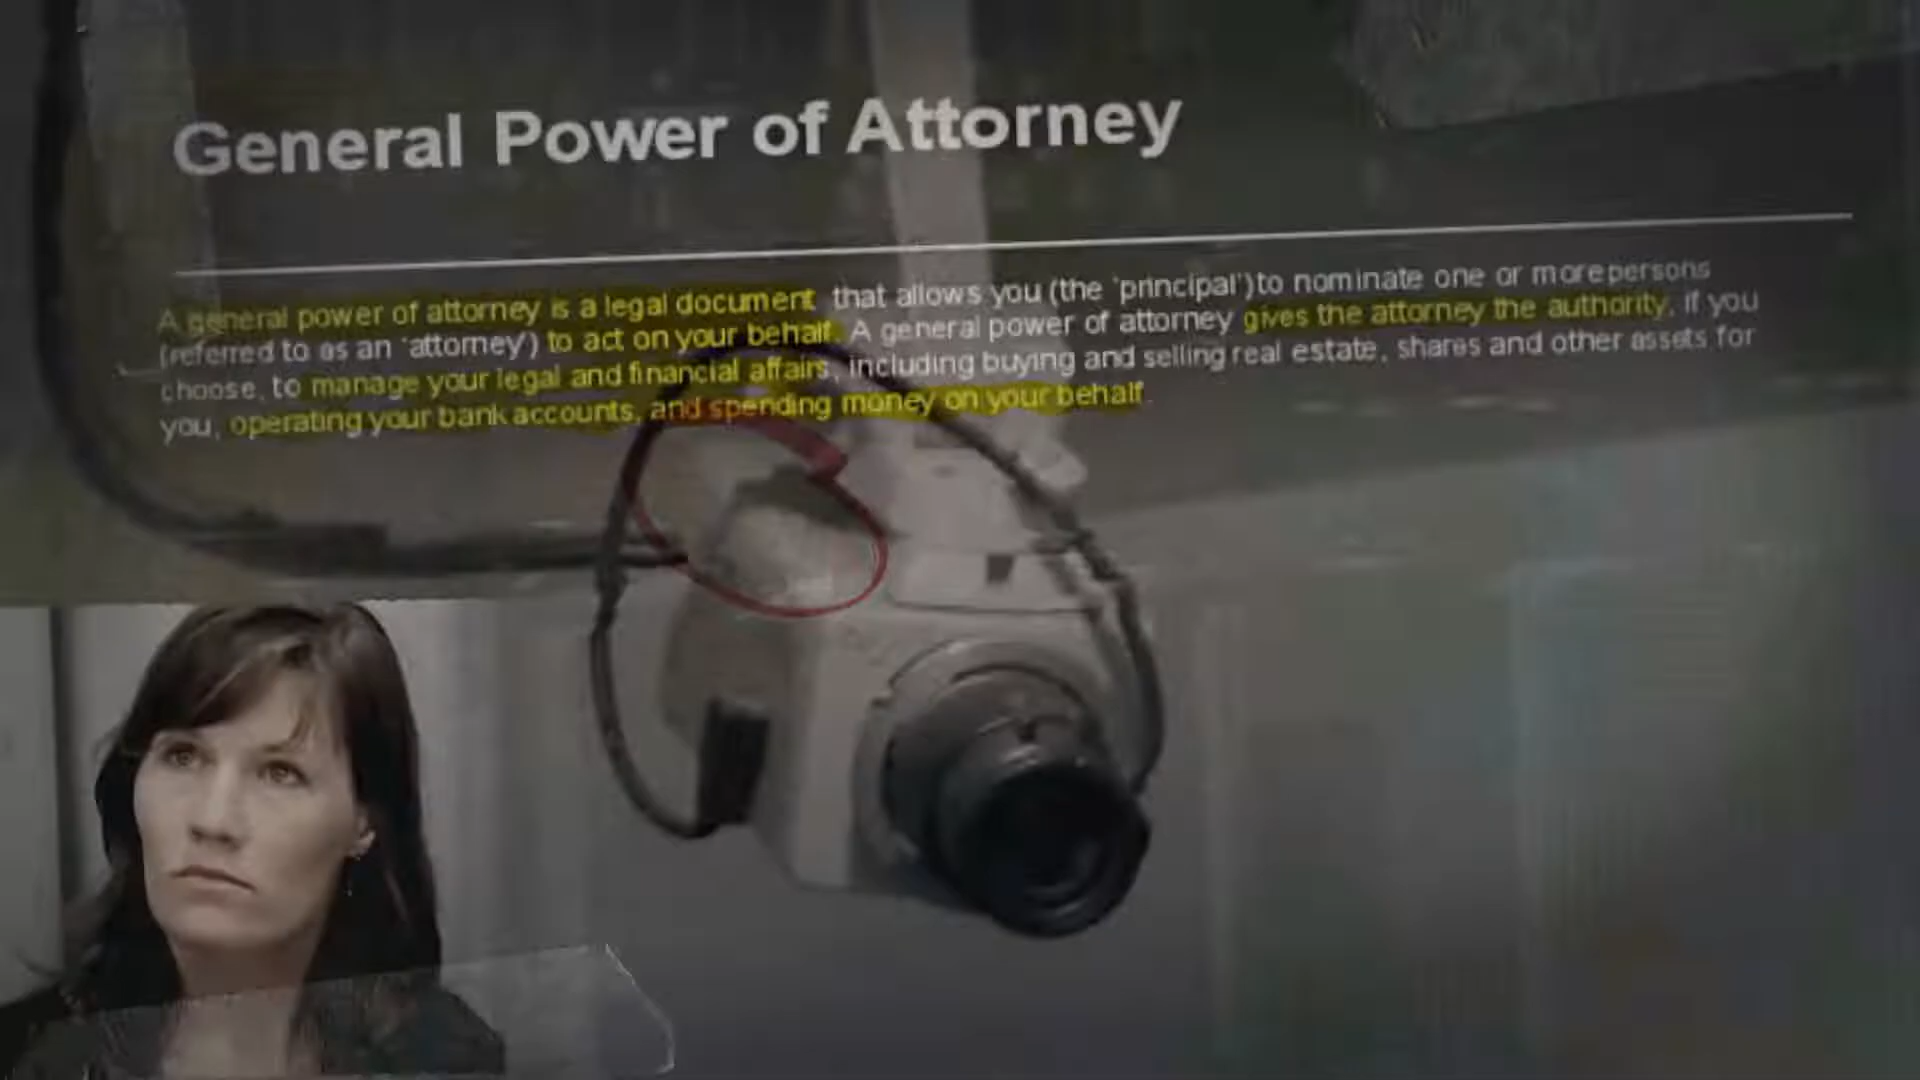 General Power of Attorney
A general power of attorney is a legal document that allows you (the 'principal') to nominate one or more persons
(referred to as an 'attorney') to act on your behalf. A general power of attorney gives the attorney the authority, if you
choose, to manage your legal and financial affairs, including buying and selling real estate, shares and other assets for
you, operating your bank accounts, and spending money on your behalf.